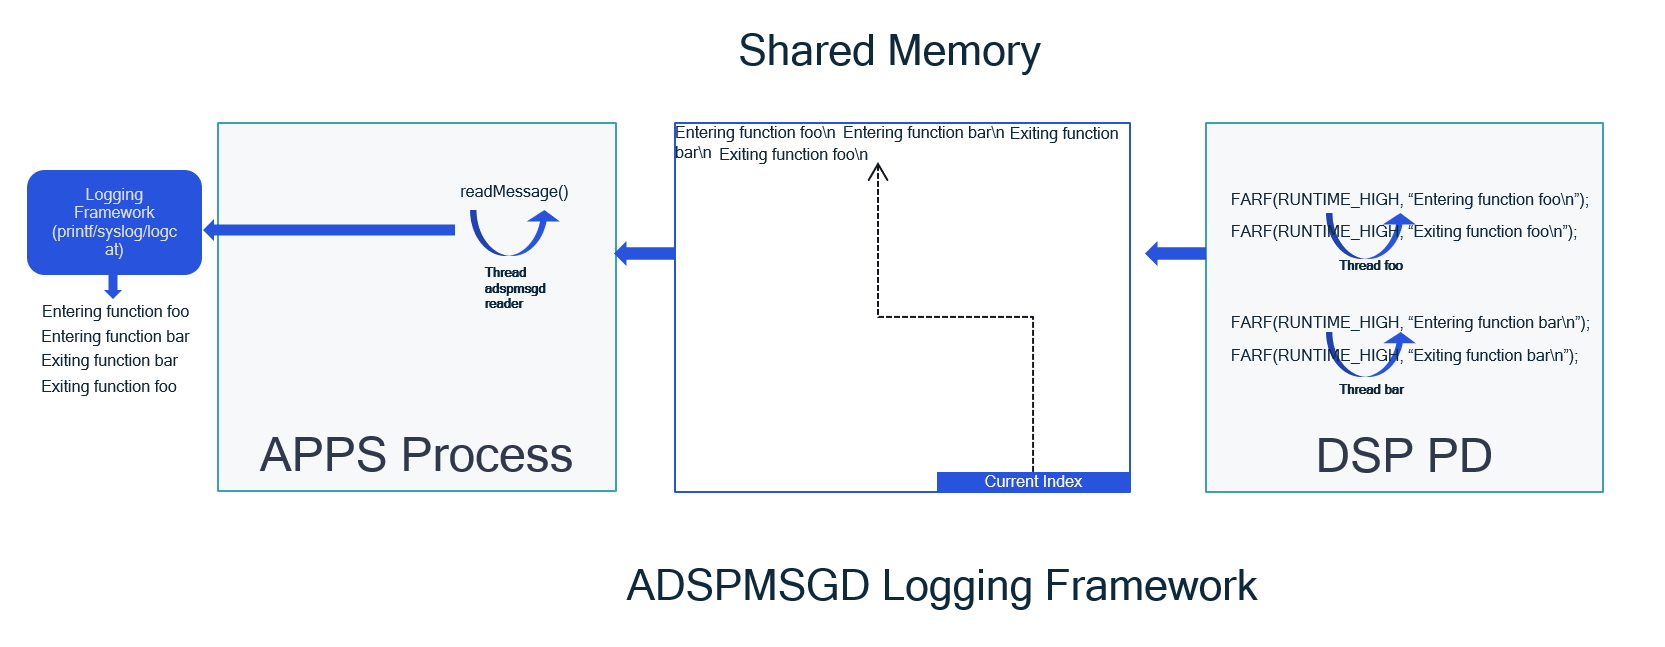 Shared Memory
Entering function foo\n Entering function bar\n Exiting function
bar\n Exiting function foo\n
Logging
Framework
(printf/syslog/logc
at)
Entering function foo
Entering function bar
Exiting function bar
Exiting function foo
readMessage()
Thread
adspmsgd
reader
APPS Process
Current Index
FARF(RUNTIME_HIGH, “Entering function foo\n”);
FARF(RUNTIME_HIGH, “Exiting function foo\n”);
Thread foo
FARF(RUNTIME_HIGH, “Entering function bar\n”);
FARF(RUNTIME_HIGH, “Exiting function bar\n”);
Thread bar
DSP PD
ADSPMSGD Logging Framework